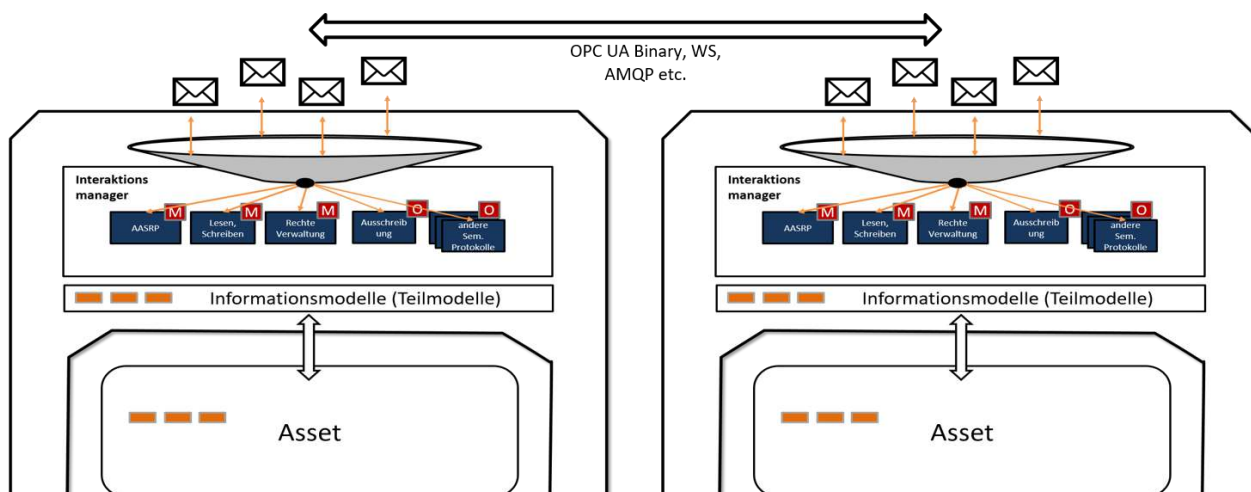 OPC UA Binary, WS,
AMQP etc.
Interaktions
manager
M
M
M
O
O
AASRP
Lesen,
Schreiben
Rechte
Verwaltung
Ausschreib
ung
andere
Sem.
Protokolle
Informationsmodelle (Teilmodelle)
Asset
Interaktions
manager
M
M
M
O
O
AASRP
Lesen,
Schreiben
Rechte
Verwaltung
Ausschreib
ung
andere
Sem.
Protokolle
Informationsmodelle (Teilmodelle)
Asset